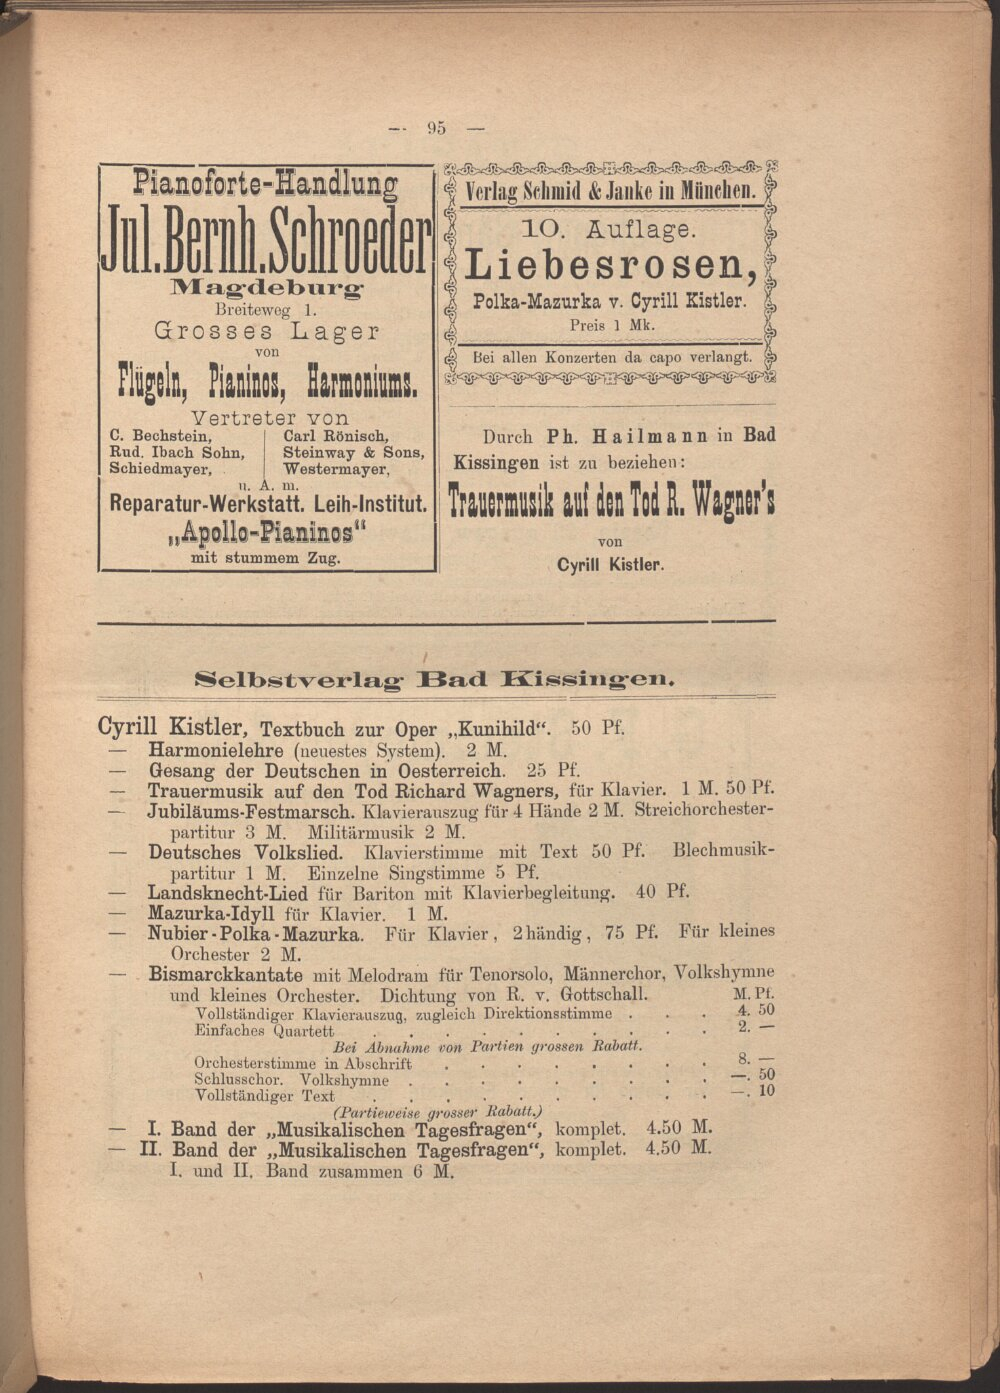 — 95 —
Pianoforte-Handlung
Jul. Bernh. Schroeder
Magdeburg
Breiteweg 1.
Grosses Lager
von
Flügeln, Pianinos, Harmoniums.
Vertreter von
C. Bechstein,
Rud. Ibach Sohn,
Schiedmayer,
Carl Rönisch,
Steinway & Sons,
Westermayer,
u. A. m.
Reparatur-Werkstatt. Leih-Institut.
„Apollo-Pianinos“
mit stummem Zug.
Verlag Schmid & Janke in München.
10. Auflage.
Liebesrosen,
Polka-Mazurka v. Cyrill Kistler.
Preis 1 Mk.
Bei allen Konzerten da capo verlangt.
Durch Ph. Hailmann in Bad
Kissingen ist zu beziehen:
Trauermusik auf den Tod R. Wagner's
von
Cyrill Kistler.
Selbstverlag Bad Kissingen.
Cyrill Kistler, Textbuch zur Oper „Kunihild“. 50 Pf.
— Harmonielehre (neuestes System). 2 M.
— Gesang der Deutschen in Oesterreich. 25 Pf.
— Trauermusik auf den Tod Richard Wagners, für Klavier. 1 M. 50 Pf.
— Jubiläums-Festmarsch. Klavierauszug für 4 Hände 2 M. Streichorchester-
partitur 3 M. Militärmusik 2 M.
— Deutsches Volkslied. Klavierstimme mit Text 50 Pf. Blechmusik-
partitur 1 M. Einzelne Singstimme 5 Pf.
— Landsknecht-Lied für Bariton mit Klavierbegleitung. 40 Pf.
— Mazurka-Idyll für Klavier. 1 M.
— Nubier-Polka-Mazurka. Für Klavier, 2händig, 75 Pf. Für kleines
Orchester 2 M.
— Bismarckkantate mit Melodram für Tenorsolo, Männerchor, Volkshymne
und kleines Orchester. Dichtung von R. v. Gottschall. M. Pf.
Vollständiger Klavierauszug, zugleich Direktionsstimme . . . 4. 50
Einfaches Quartett . . . . . . . . . . 2. —
Bei Abnahme von Partien grossen Rabatt.
Orchesterstimme in Abschrift . . . . . . . . 8. —
Schlusschor. Volkshymne . . . . . . . . . —. 50
Vollständiger Text . . . . . . . . . . —. 10
(Partieweise grosser Rabatt.)
— I. Band der „Musikalischen Tagesfragen“, komplet. 4.50 M.
— II. Band der „Musikalischen Tagesfragen“, komplet. 4.50 M.
I. und II. Band zusammen 6 M.